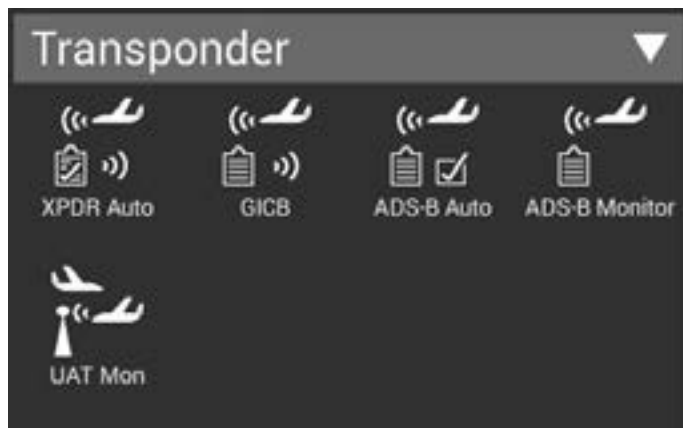 Transponder
XPDR Auto
GICB
ADS-B Auto
ADS-B Monitor
UAT Mon